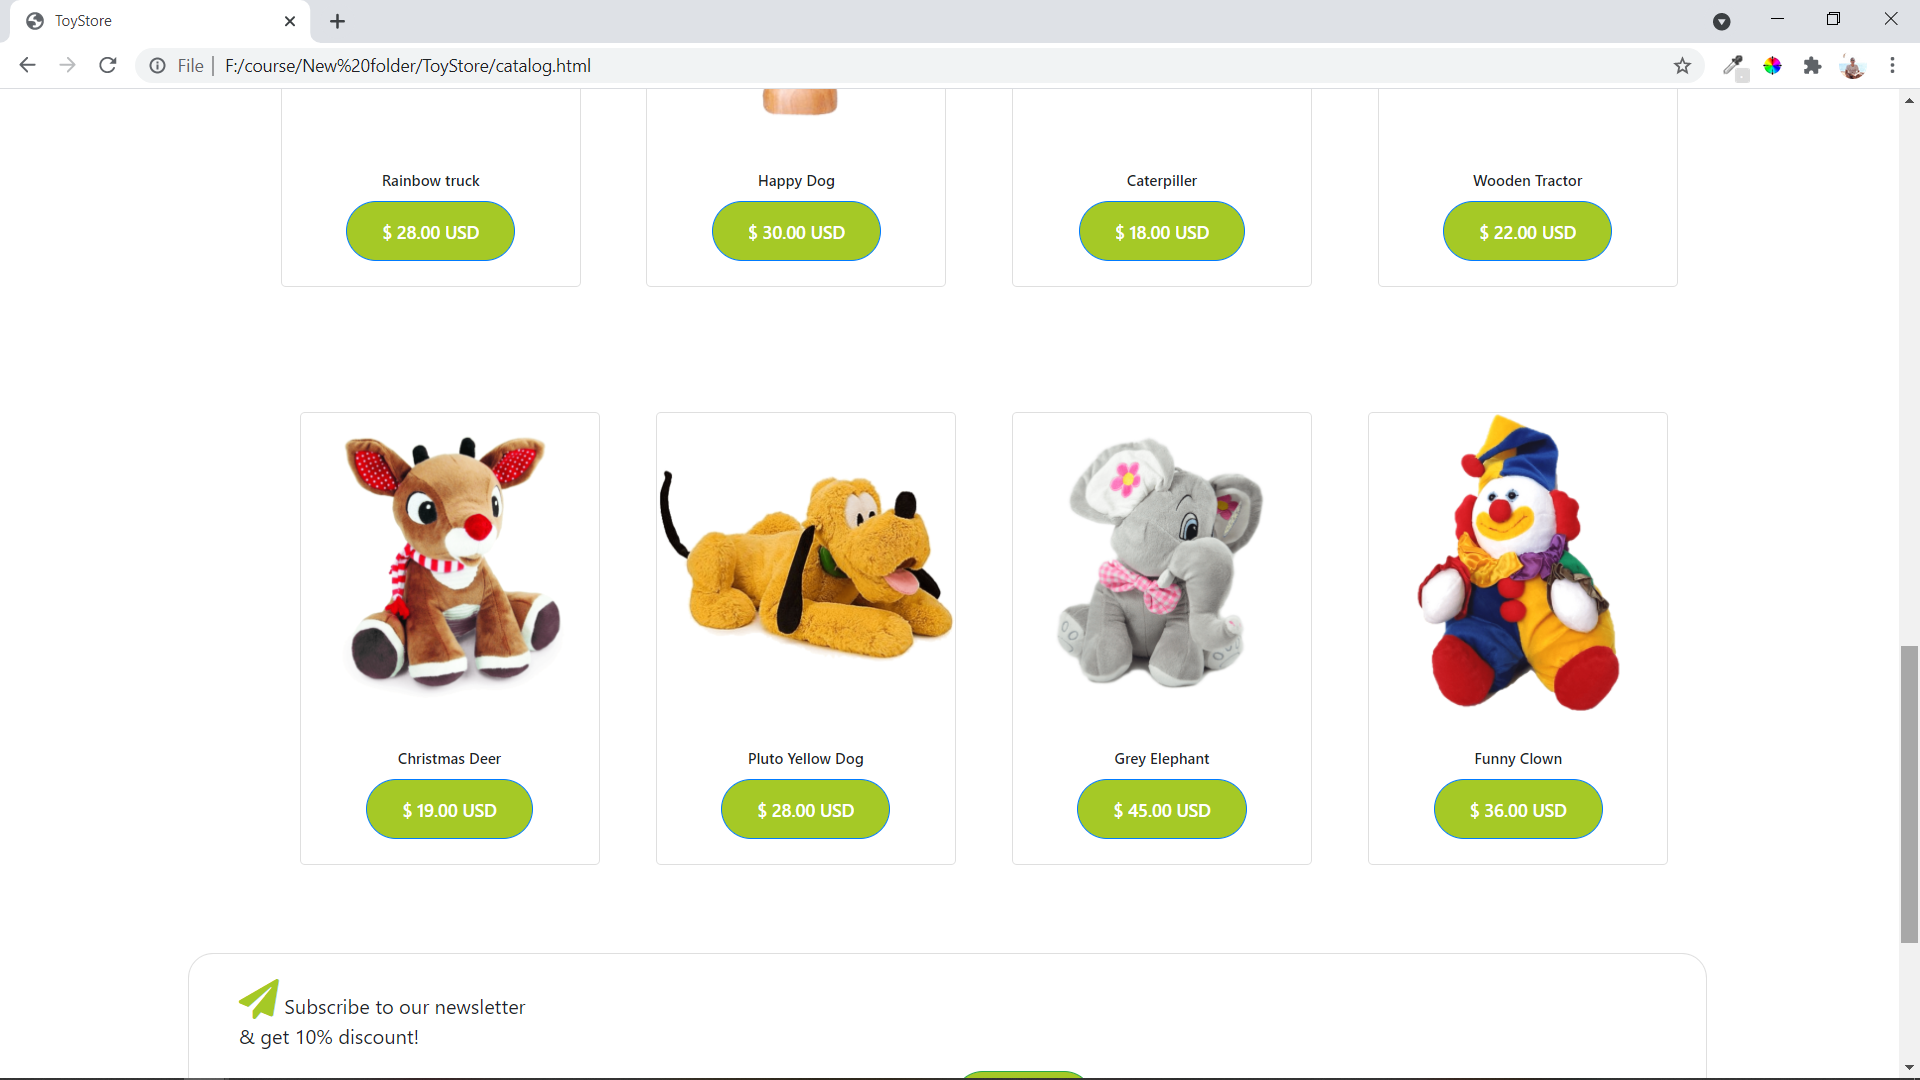 ToyStore
File | F:/course/New%20folder/ToyStore/catalog.html
Rainbow truck
Happy Dog
Caterpiller
Wooden Tractor
$ 28.00 USD
$ 30.00 USD
$ 18.00 USD
$ 22.00 USD
Christmas Deer
Pluto Yellow Dog
Grey Elephant
Funny Clown
$ 19.00 USD
$ 28.00 USD
$ 45.00 USD
$ 36.00 USD
Subscribe to our newsletter
& get 10% discount!